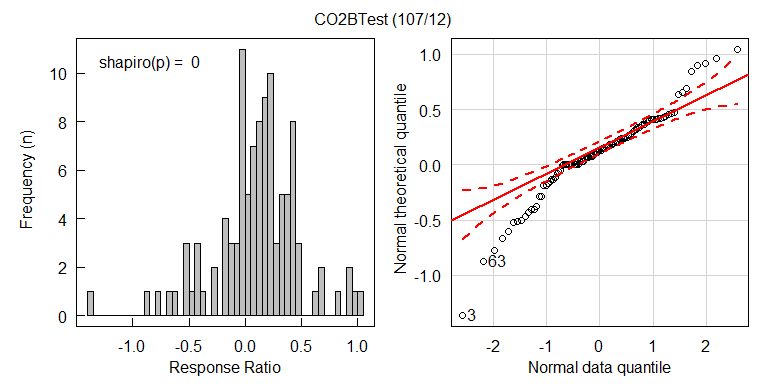 CO2BTest (107/12)
shapiro(p) = 0
Frequency (n)
10
8
6
4
2
0
-1.0 -0.5 0.0 0.5 1.0
Response Ratio
Normal theoretical quantile
1.0
0.5
0.0
-0.5
-1.0
63
3
-2 -1 0 1 2
Normal data quantile